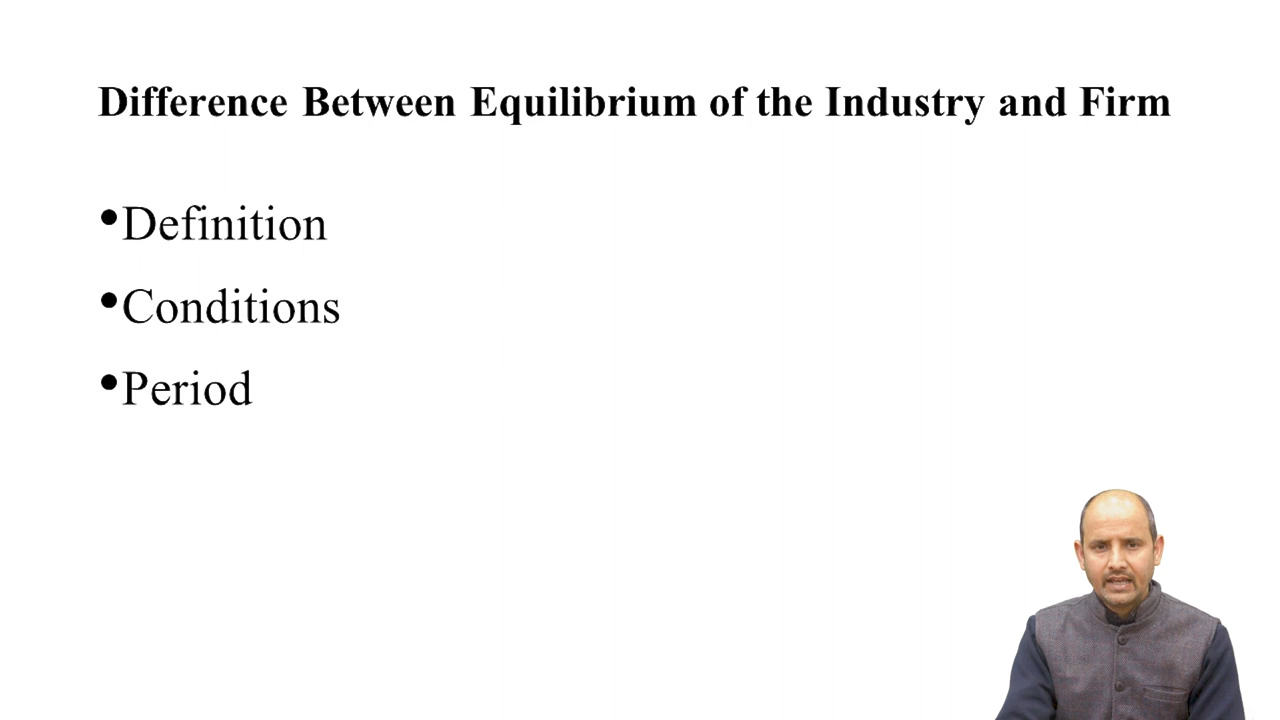 Difference Between Equilibrium of the Industry and Firm
•Definition
•Conditions
•Period